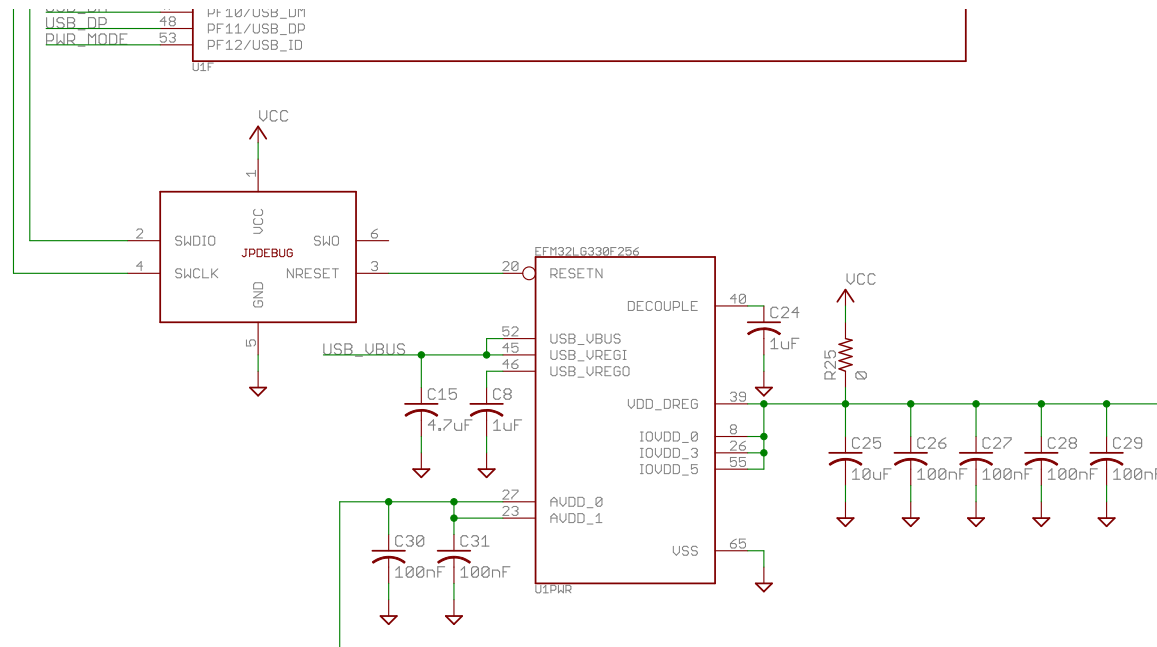 PF10/USB_DM
USB_DP 48 PF11/USB_DP
PWR_MODE 53 PF12/USB_ID
U1F
VCC
1
VCC
2 SWDIO SWO 6
JPDEBUG
4 SWCLK NRESET 3
GND
5
EFM32LG330F256
20 RESETN
DECOUPLE 40
C24
1uF
52 USB_VBUS
USB_VBUS 45 USB_VREGI
46 USB_VREGO
C15
4.7uF
C8
1uF
VCC
R25
0
VDD_DREG 39
IOVDD_0 8
IOVDD_3 26
IOVDD_5 55
C25
10uF
C26
100nF
C27
100nF
C28
100nF
C29
100nF
27 AVDD_0
23 AVDD_1
C30
100nF
C31
100nF
VSS 65
U1PWR